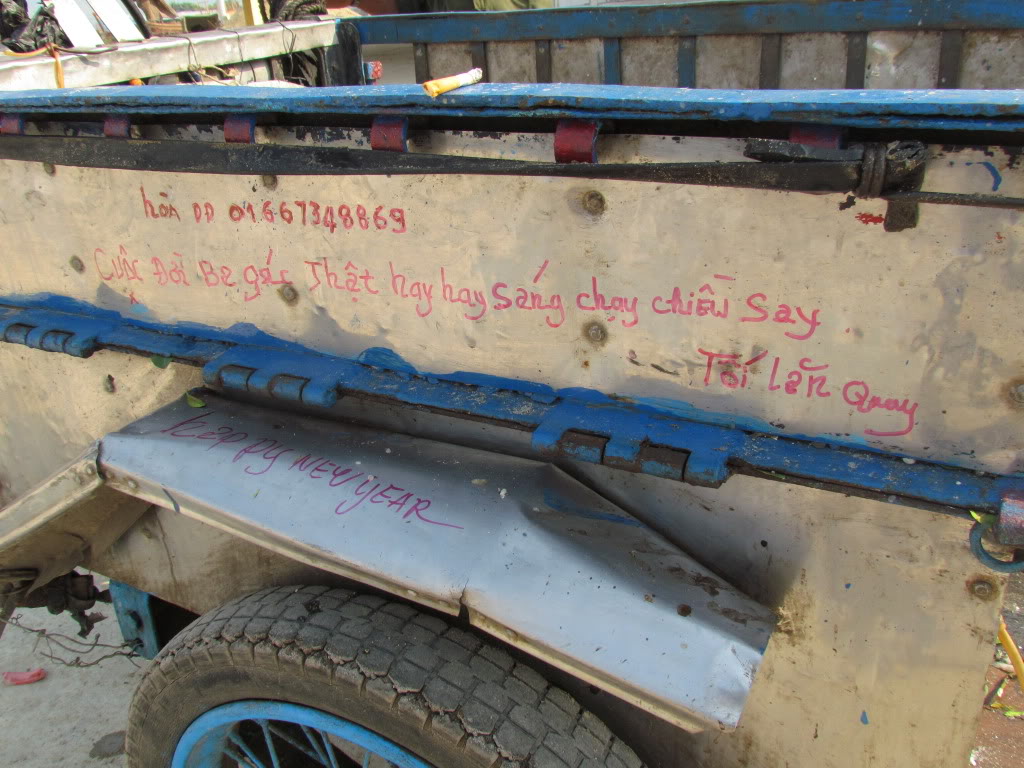 hòa DD 01667348869
Cuộc Đời Be gác Thật hay hay sáng chạy chiều say
Tối lăn Quay
Happy NEW YEAR